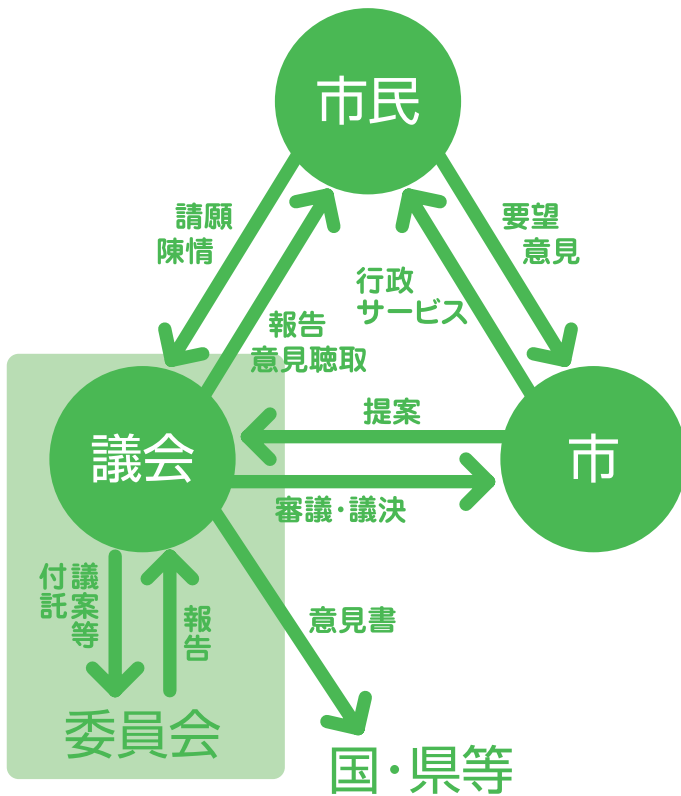 市民
請願
陳情
要望
意見
行政
サービス
報告
意見聴取
提案
議会
市
審議・議決
議案等
付託
報告
意見書
委員会
国・県等